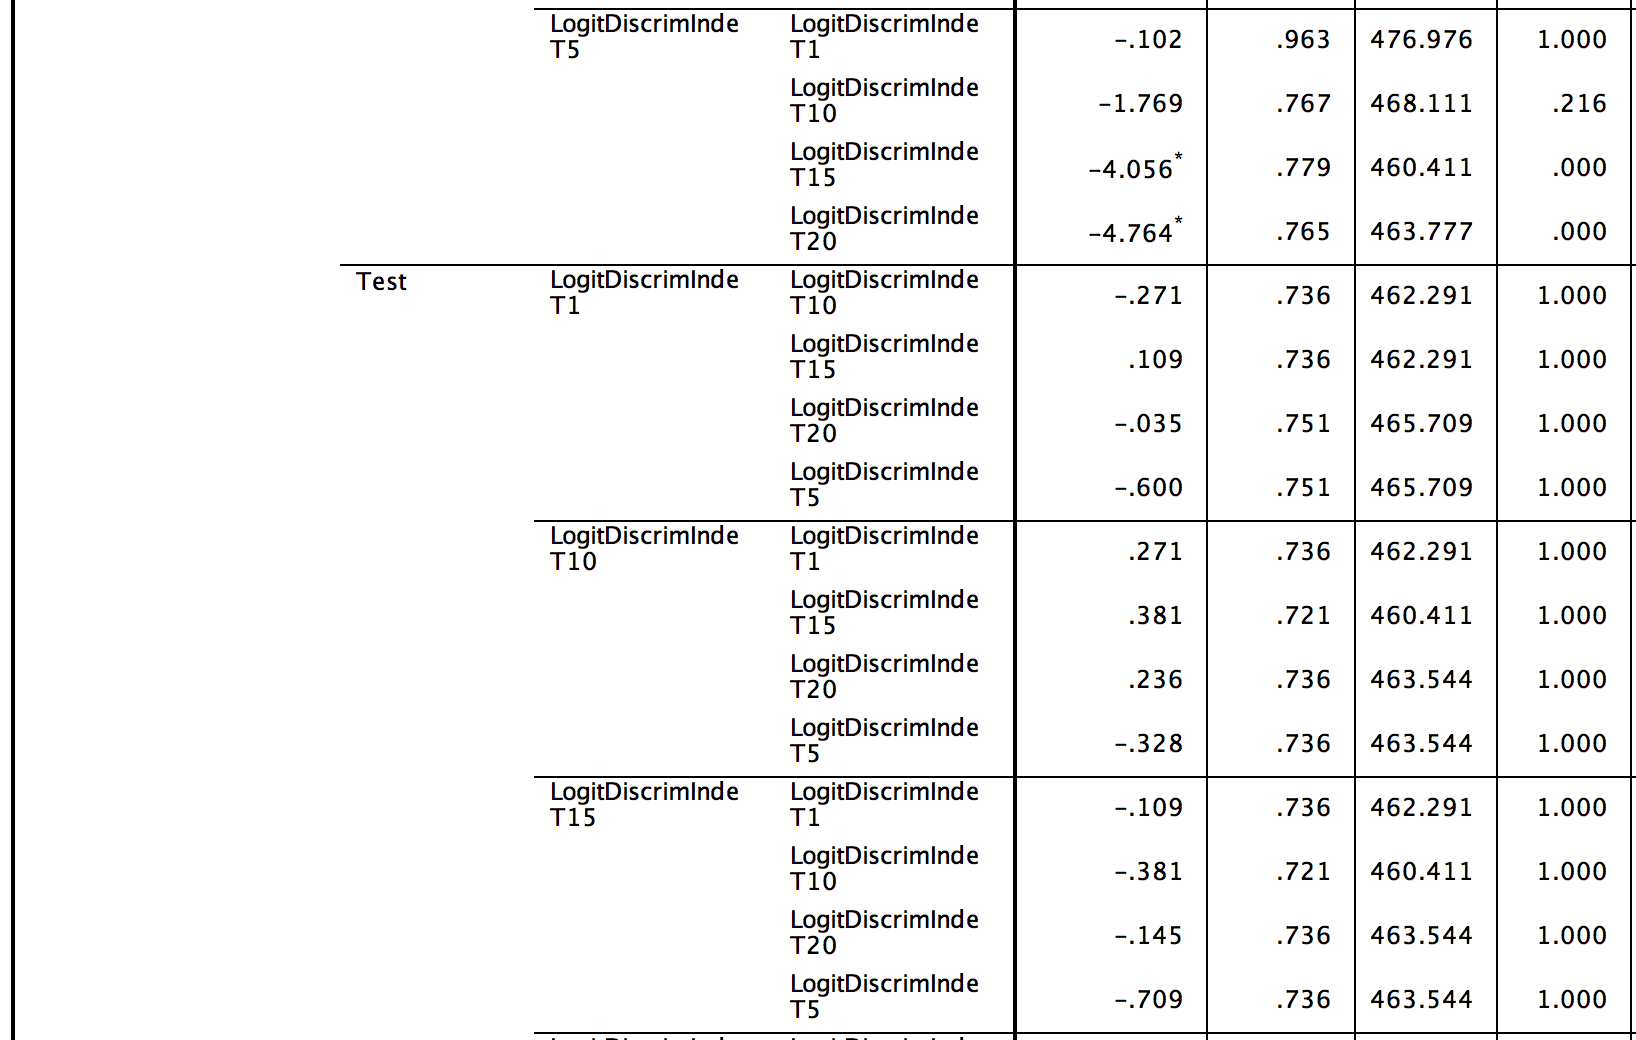 LogitDiscrimInde LogitDiscrimInde -.102 .963 476.976 1.000
T5 T1
LogitDiscrimInde -1.769 .767 468.111 .216
T10
LogitDiscrimInde -4.056* .779 460.411 .000
T15
LogitDiscrimInde -4.764* .765 463.777 .000
T20
Test LogitDiscrimInde LogitDiscrimInde -.271 .736 462.291 1.000
T1 T10
LogitDiscrimInde .109 .736 462.291 1.000
T15
LogitDiscrimInde -.035 .751 465.709 1.000
T20
LogitDiscrimInde -.600 .751 465.709 1.000
T5
LogitDiscrimInde LogitDiscrimInde .271 .736 462.291 1.000
T10 T1
LogitDiscrimInde .381 .721 460.411 1.000
T15
LogitDiscrimInde .236 .736 463.544 1.000
T20
LogitDiscrimInde -.328 .736 463.544 1.000
T5
LogitDiscrimInde LogitDiscrimInde -.109 .736 462.291 1.000
T15 T1
LogitDiscrimInde -.381 .721 460.411 1.000
T10
LogitDiscrimInde -.145 .736 463.544 1.000
T20
LogitDiscrimInde -.709 .736 463.544 1.000
T5